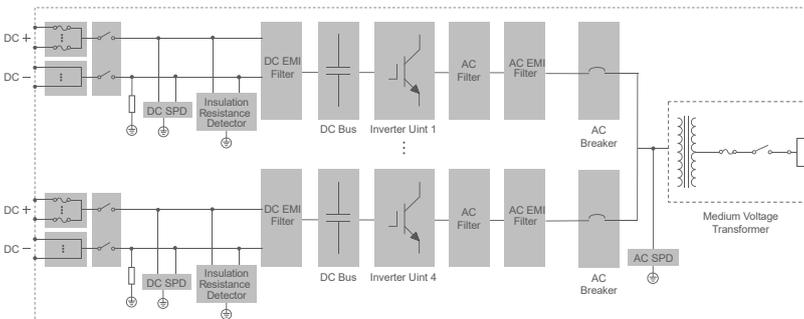 DC +
DC −
DC SPD
Insulation
Resistance
Detector
DC EMI
Filter
DC Bus
Inverter Uint 1
AC
Filter
AC EMI
Filter
AC
Breaker
Medium Voltage
Transformer
DC +
DC −
DC SPD
Insulation
Resistance
Detector
DC EMI
Filter
DC Bus
Inverter Uint 4
AC
Filter
AC EMI
Filter
AC
Breaker
AC SPD